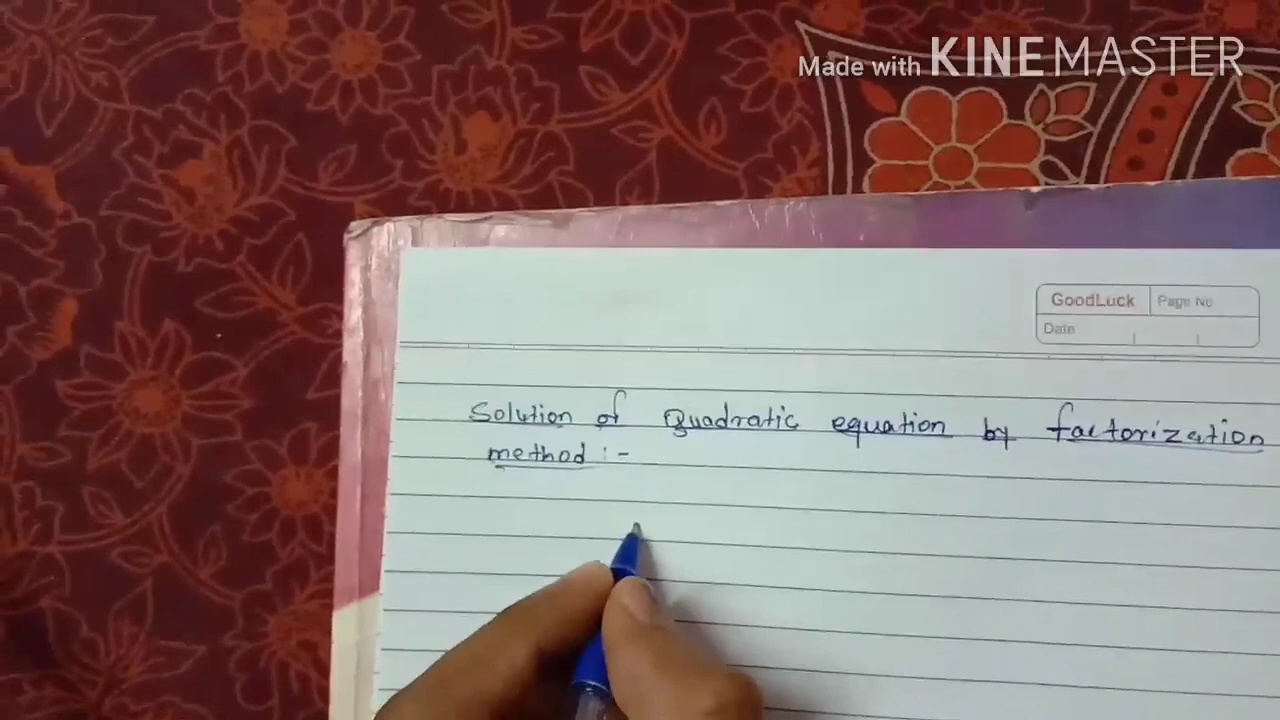 Made with KINEMASTER
GoodLuck Page No
Date
Solution of Quadratic equation by factorization
method :-